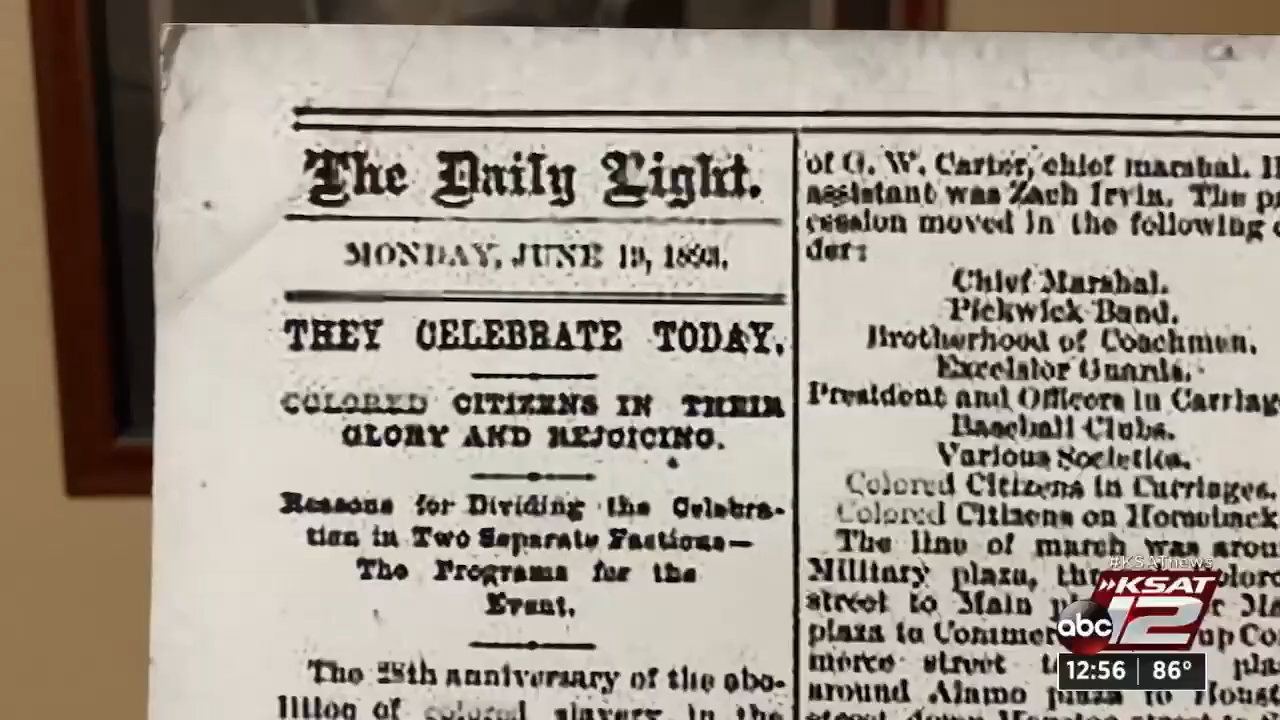 The Daily Light.
MONDAY, JUNE 19, 1893.
THEY CELEBRATE TODAY.
COLORED CITIZENS IN THEIR
GLORY AND REJOICING.
Reasons for Dividing the Celebra-
tion in Two Separate Factions—
The Programs for the
Event.
The 28th anniversary of the abo-
lition of colored slavery in the
of G. W. Carter, chief marshal. H
assistant was Zach Irvin. The p
cession moved in the following
der:
Chief Marshal.
Pickwick Band.
Brotherhood of Coachmen.
Excelsior Guards.
President and Officers in Carriag
Baseball Clubs.
Various Societies.
Colored Citizens in Carriages.
Colored Citizens on Horseback
The line of march was arou
Military plaza,
street to Main
plaza to Commer up Co
merce street pla
around Alamo plaza to Houst
street down
#KSATnews
KSAT
abc 12
12:56 86°